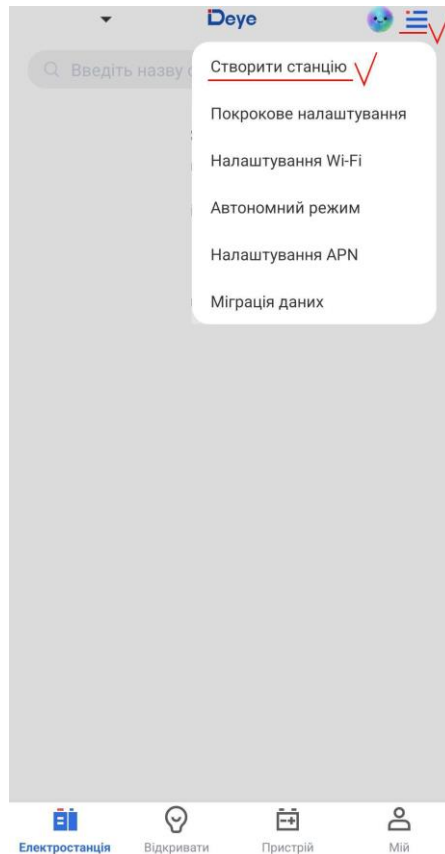 Deye
Введіть назву
Створити станцію
Покрокове налаштування
Налаштування Wi-Fi
Автономний режим
Налаштування APN
Міграція даних
Електростанція
Відкривати
Пристрій
Мій